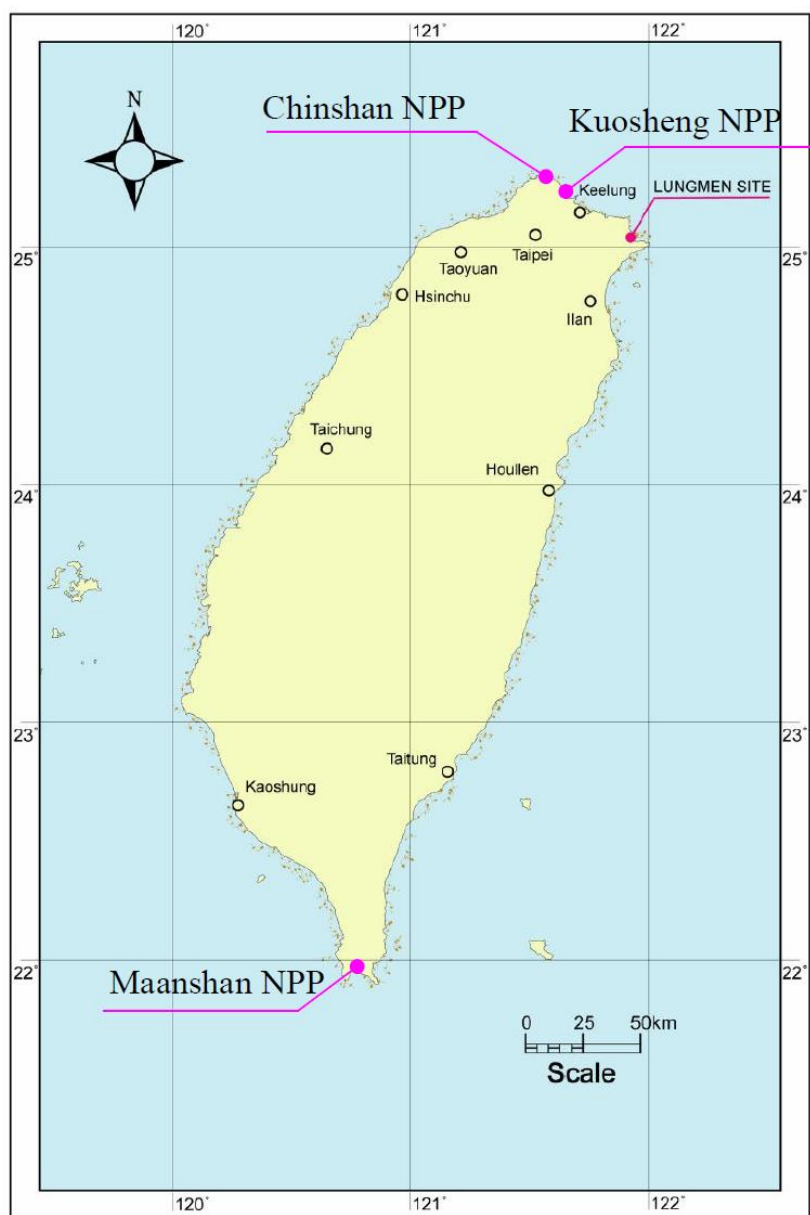 120° 121° 122°
N
Chinshan NPP
Kuosheng NPP
Keelung
LUNGMEN SITE
25° 25°
Taipei
Taoyuan
Hsinchu
Ilan
Taichung
Houllen
24° 24°
23° 23°
Taitung
Kaoshung
22° 22°
Maanshan NPP
0 25 50km
Scale
120° 121° 122°